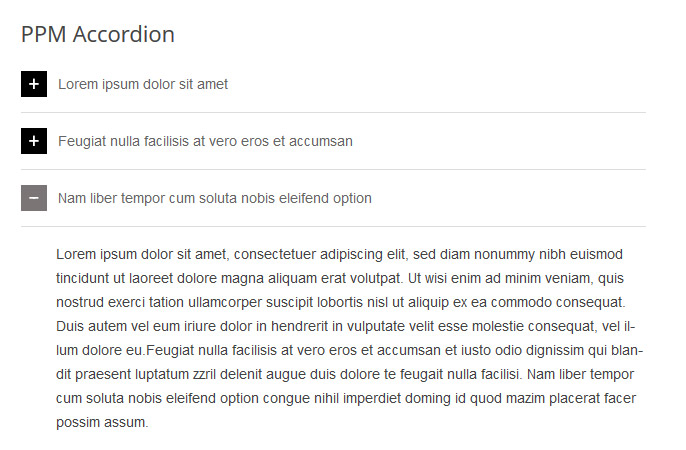 PPM Accordion
+ Lorem ipsum dolor sit amet
+ Feugiat nulla facilisis at vero eros et accumsan
− Nam liber tempor cum soluta nobis eleifend option
Lorem ipsum dolor sit amet, consectetuer adipiscing elit, sed diam nonummy nibh euismod
tincidunt ut laoreet dolore magna aliquam erat volutpat. Ut wisi enim ad minim veniam, quis
nostrud exerci tation ullamcorper suscipit lobortis nisl ut aliquip ex ea commodo consequat.
Duis autem vel eum iriure dolor in hendrerit in vulputate velit esse molestie consequat, vel il-
lum dolore eu.Feugiat nulla facilisis at vero eros et accumsan et iusto odio dignissim qui blan-
dit praesent luptatum zzril delenit augue duis dolore te feugait nulla facilisi. Nam liber tempor
cum soluta nobis eleifend option congue nihil imperdiet doming id quod mazim placerat facer
possim assum.